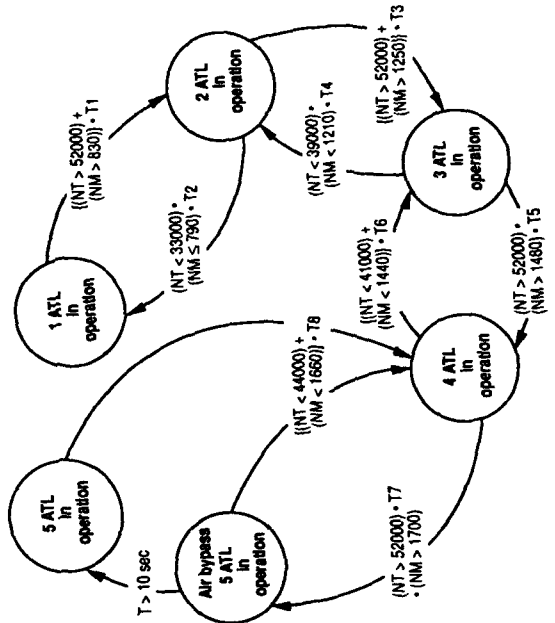 5 ATL
in
operation
1 ATL
in
operation
{(NT > 52000) +
(NM > 830)} • T1
T > 10 sec
(NT < 33000) •
(NM ≤ 790) • T2
Air bypass
5 ATL
in
operation
2 ATL
in
operation
{(NT < 44000) +
(NM < 1660)} • T8
(NT < 39000) •
(NM < 1210) • T4
{(NT < 41000) +
(NM < 1440)} • T6
{(NT > 52000) +
(NM > 1250)} • T3
(NT > 52000) • T7
• (NM > 1700)
4 ATL
in
operation
3 ATL
in
operation
(NT > 52000) •
(NM > 1480) • T5